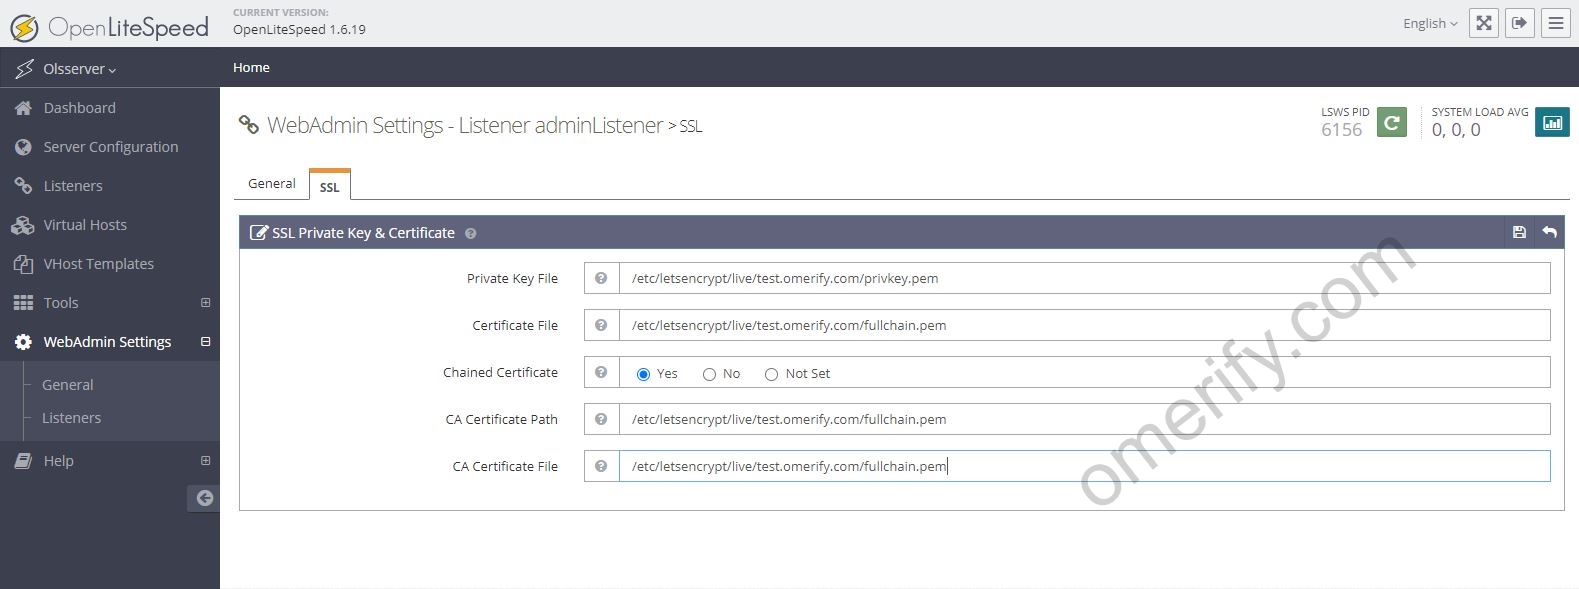 OpenLiteSpeed
CURRENT VERSION:
OpenLiteSpeed 1.6.19
English
Olsserver
Home
Dashboard
Server Configuration
Listeners
Virtual Hosts
VHost Templates
Tools
WebAdmin Settings
General
Listeners
Help
WebAdmin Settings - Listener adminListener > SSL
LSWS PID
6156
SYSTEM LOAD AVG
0, 0, 0
General
SSL
SSL Private Key & Certificate
Private Key File
/etc/letsencrypt/live/test.omerify.com/privkey.pem
Certificate File
/etc/letsencrypt/live/test.omerify.com/fullchain.pem
Chained Certificate
Yes No Not Set
CA Certificate Path
/etc/letsencrypt/live/test.omerify.com/fullchain.pem
CA Certificate File
/etc/letsencrypt/live/test.omerify.com/fullchain.pem
omerify.com